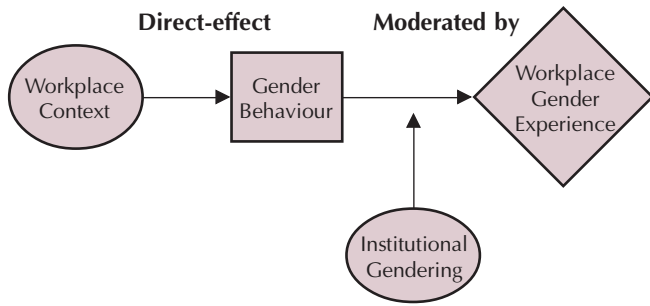 Direct-effect
Moderated by
Workplace
Context
Gender
Behaviour
Workplace
Gender
Experience
Institutional
Gendering